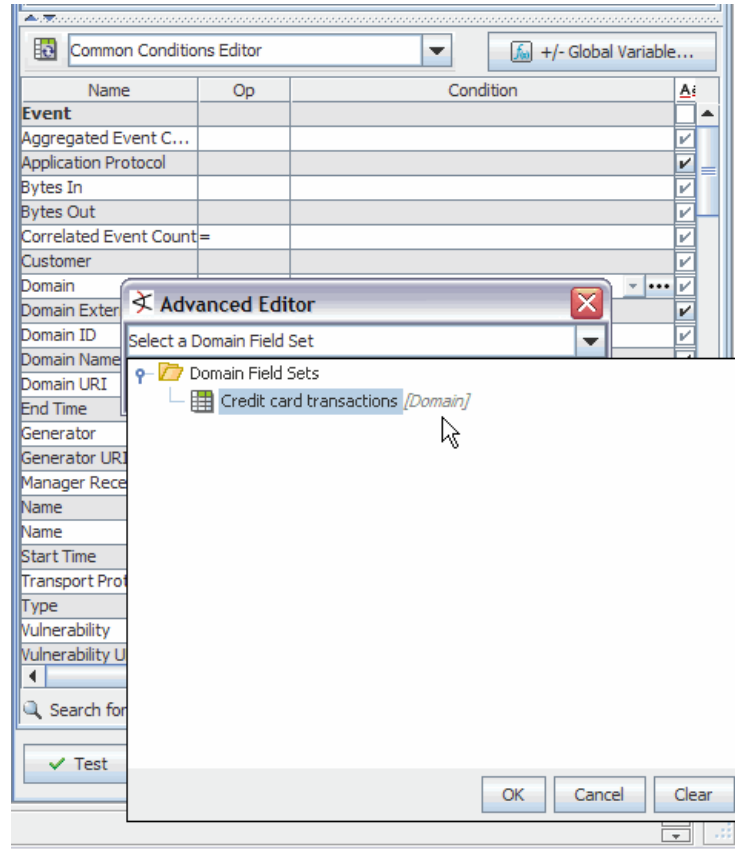 Common Conditions Editor
+/- Global Variable...
Name Op Condition
Event
Aggregated Event C...
Application Protocol
Bytes In
Bytes Out
Correlated Event Count =
Customer
Domain
Domain Exter
Domain ID
Domain Name
Domain URI
End Time
Generator
Generator URI
Manager Rece
Name
Name
Start Time
Transport Prot
Type
Vulnerability
Vulnerability U
Search for
Test
Advanced Editor
Select a Domain Field Set
Domain Field Sets
Credit card transactions [Domain]
OK Cancel Clear